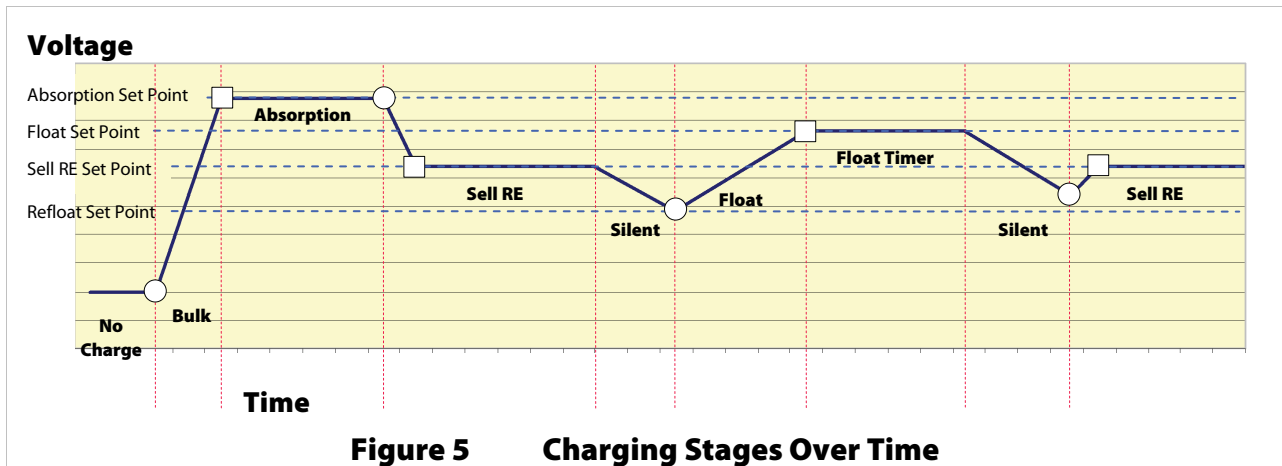 Voltage
Absorption Set Point
Absorption
Float Set Point
Float Timer
Sell RE Set Point
Sell RE
Sell RE
Float
Refloat Set Point
Silent
Silent
Bulk
No
Charge
Time
Figure 5 Charging Stages Over Time